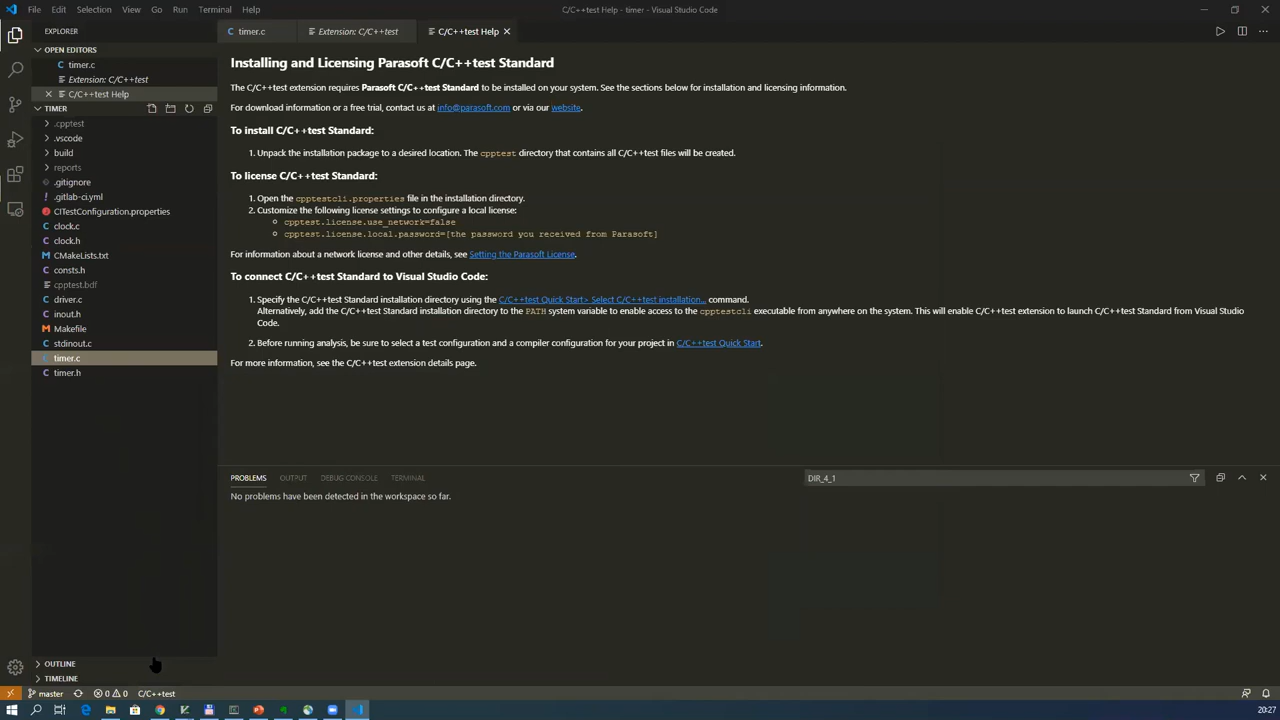 File Edit Selection View Go Run Terminal Help
C/C++test Help - timer - Visual Studio Code
EXPLORER
OPEN EDITORS
timer.c
Extension: C/C++test
C/C++test Help
TIMER
.cpptest
.vscode
build
reports
.gitignore
.gitlab-ci.yml
CITestConfiguration.properties
clock.c
clock.h
CMakeLists.txt
consts.h
cpptest.bdf
driver.c
inout.h
Makefile
stdinout.c
timer.c
timer.h
OUTLINE
TIMELINE
timer.c
Extension: C/C++test
C/C++test Help
Installing and Licensing Parasoft C/C++test Standard
The C/C++test extension requires Parasoft C/C++test Standard to be installed on your system. See the sections below for installation and licensing information.
For download information or a free trial, contact us at info@parasoft.com or via our website.
To install C/C++test Standard:
1. Unpack the installation package to a desired location. The cpptest directory that contains all C/C++test files will be created.
To license C/C++test Standard:
1. Open the cpptestcli.properties file in the installation directory.
2. Customize the following license settings to configure a local license:
cpptest.license.use_network=false
cpptest.license.local.password=[the password you received from Parasoft]
For information about a network license and other details, see Setting the Parasoft License.
To connect C/C++test Standard to Visual Studio Code:
1. Specify the C/C++test Standard installation directory using the C/C++test Quick Start> Select C/C++test installation... command.
Alternatively, add the C/C++test Standard installation directory to the PATH system variable to enable access to the cpptestcli executable from anywhere on the system. This will enable C/C++test extension to launch C/C++test Standard from Visual Studio
Code.
2. Before running analysis, be sure to select a test configuration and a compiler configuration for your project in C/C++test Quick Start.
For more information, see the C/C++test extension details page.
PROBLEMS OUTPUT DEBUG CONSOLE TERMINAL
DIR_4_1
No problems have been detected in the workspace so far.
master 0 0 C/C++test
20:27